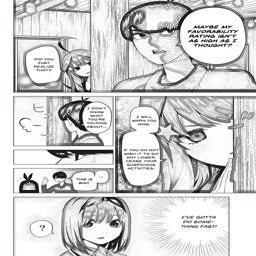 MAYBE MY
FAVORABILITY
RATING ISN'T
AS HIGH AS I
THOUGHT?
DID YOU
JUST
REALIZE
THAT?
I DON'T
KNOW
WHAT
YOU'RE
TALKING
ABOUT...
I WILL
WARN YOU
NOW.
IF YOU DO NOT
WISH IT TO GO
ANY LOWER,
CEASE YOUR
SUSPICIOUS
ACTIVITIES.
THIS IS
BAD!
?
I'VE GOTTA
DO SOME-
THING FAST!